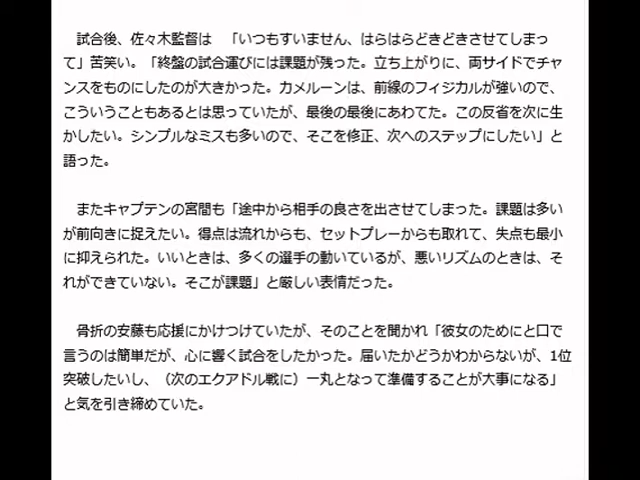 試合後、佐々木監督は　「いつもすいません、はらはらどきどきさせてしまっ
て」苦笑い。「終盤の試合運びには課題が残った。立ち上がりに、両サイドでチャ
ンスをものにしたのが大きかった。カメルーンは、前線のフィジカルが強いので、
こういうこともあるとは思っていたが、最後の最後にあわてた。この反省を次に生
かしたい。シンプルなミスも多いので、そこを修正、次へのステップにしたい」と
語った。
またキャプテンの宮間も「途中から相手の良さを出させてしまった。課題は多い
が前向きに捉えたい。得点は流れからも、セットプレーからも取れて、失点も最小
に抑えられた。いいときは、多くの選手の動いているが、悪いリズムのときは、そ
れができていない。そこが課題」と厳しい表情だった。
骨折の安藤も応援にかけつけていたが、そのことを聞かれ「彼女のためにと口で
言うのは簡単だが、心に響く試合をしたかった。届いたかどうかわからないが、1位
突破したいし、（次のエクアドル戦に）一丸となって準備することが大事になる」
と気を引き締めていた。